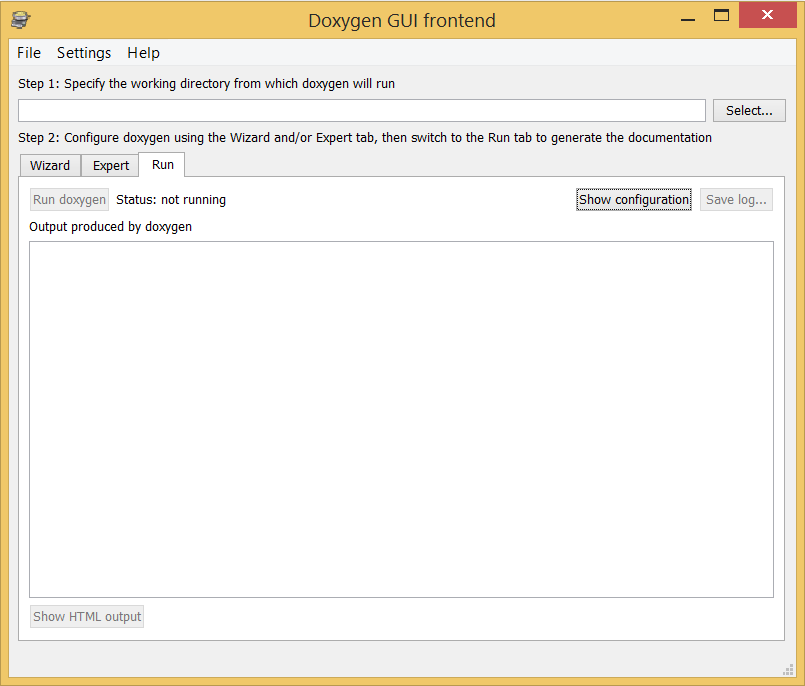 Doxygen GUI frontend
File Settings Help
Step 1: Specify the working directory from which doxygen will run
Select...
Step 2: Configure doxygen using the Wizard and/or Expert tab, then switch to the Run tab to generate the documentation
Wizard Expert Run
Run doxygen Status: not running Show configuration Save log...
Output produced by doxygen
Show HTML output